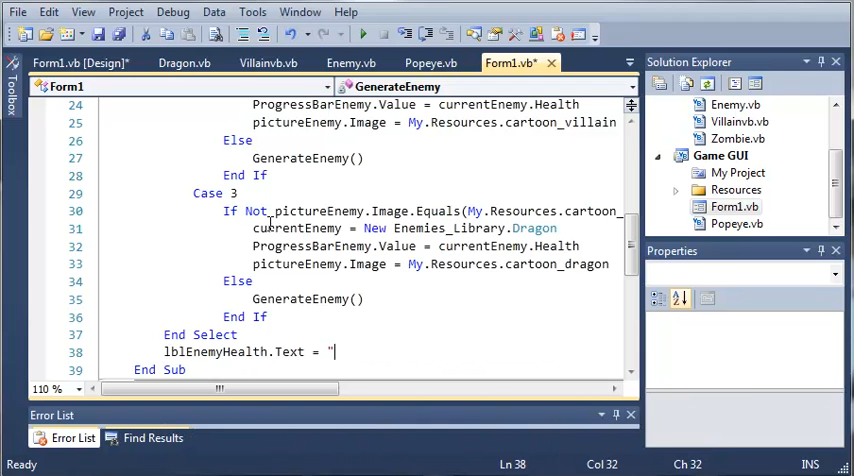 File Edit View Project Debug Data Tools Window Help
Form1.vb [Design]* Dragon.vb Villainvb.vb Enemy.vb Popeye.vb Form1.vb*
Form1 GenerateEnemy
24 ProgressBarEnemy.Value = currentEnemy.Health
25 pictureEnemy.Image = My.Resources.cartoon_villain
26 Else
27 GenerateEnemy()
28 End If
29 Case 3
30 If Not pictureEnemy.Image.Equals(My.Resources.cartoon_
31 currentEnemy = New Enemies_Library.Dragon
32 ProgressBarEnemy.Value = currentEnemy.Health
33 pictureEnemy.Image = My.Resources.cartoon_dragon
34 Else
35 GenerateEnemy()
36 End If
37 End Select
38 lblEnemyHealth.Text = "
39 End Sub
110 %
Error List
Error List Find Results
Ready Ln 38 Col 32 Ch 32 INS
Toolbox
Solution Explorer
Enemy.vb
Villainvb.vb
Zombie.vb
Game GUI
My Project
Resources
Form1.vb
Popeye.vb
Properties